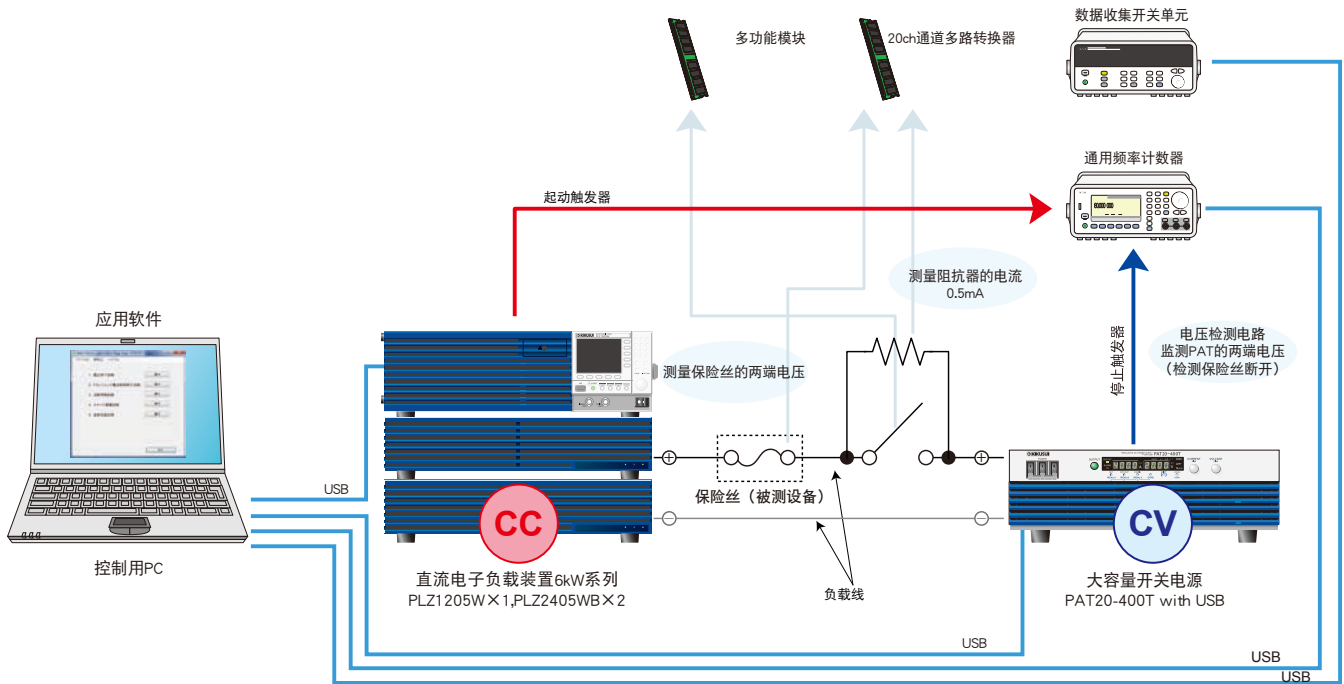 数据收集开关单元
多功能模块
20ch通道多路转换器
通用频率计数器
起动触发器
测量阻抗器的电流
0.5mA
应用软件
停止触发器
电压检测电路
监测PAT的两端电压
（检测保险丝断开）
KIKUSUI
测量保险丝的两端电压
KIKUSUI
PAT20-400T
USB
保险丝（被测设备）
CC
CV
控制用PC
直流电子负载装置6kW系列
PLZ1205W×1,PLZ2405WB×2
负载线
大容量开关电源
PAT20-400T with USB
USB
USB
USB